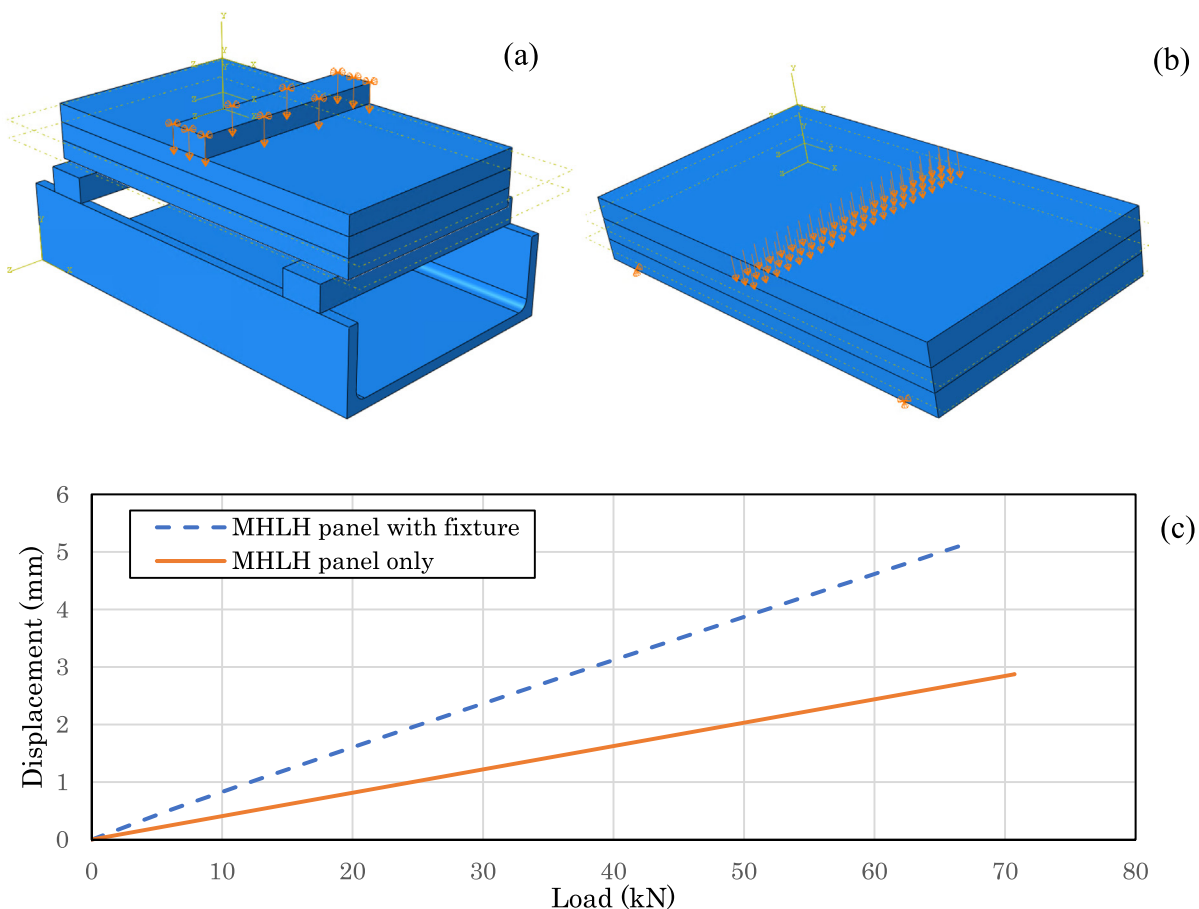 (a)
(b)
(c)
6
5
4
3
2
1
0
Displacement (mm)
MHLH panel with fixture
MHLH panel only
0 10 20 30 40 50 60 70 80
Load (kN)